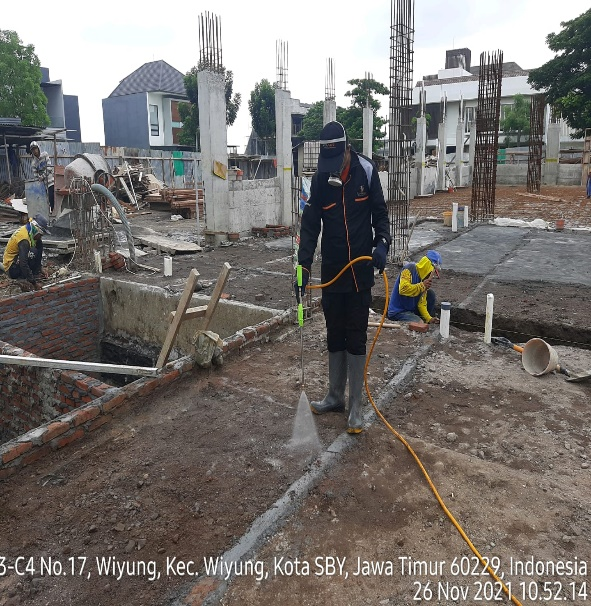 3-C4 No.17, Wiyung, Kec. Wiyung, Kota SBY, Jawa Timur 60229, Indonesia
26 Nov 2021 10.52.14